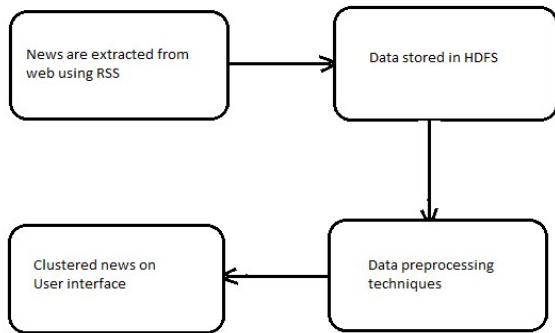 News are extracted from
web using RSS
Data stored in HDFS
Clustered news on
User interface
Data preprocessing
techniques